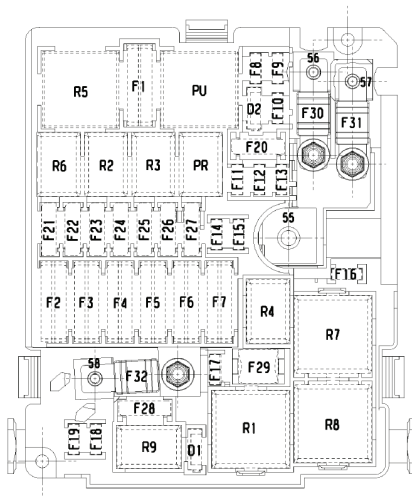 56
F8 F9
57
R5 F1 PU
D2 F10 F30 F31
F20
R6 R2 R3 PR
F11 F12 F13
F21 F22 F23 F24 F25 F26 F27 F14 F15 55
F16
F2 F3 F4 F5 F6 F7 R4
R7
58 F32 F17 F29
F28
F19 F18 R9 D1 R1 R8